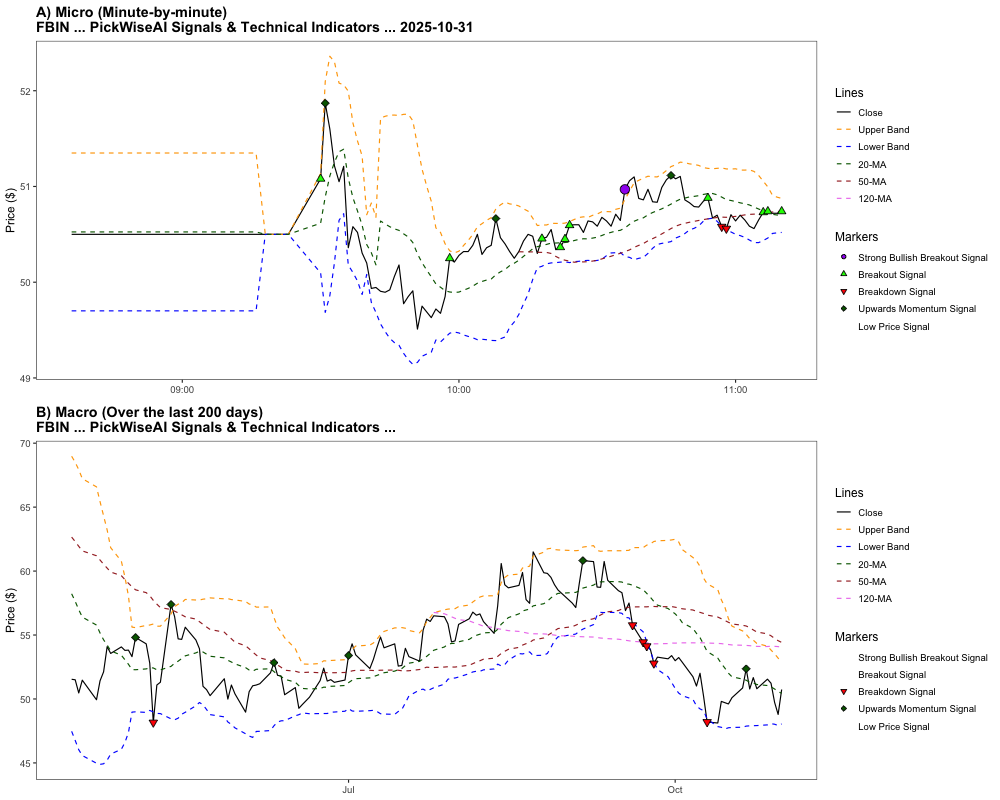 A) Micro (Minute-by-minute)
FBIN ... PickWiseAI Signals & Technical Indicators ... 2025-10-31
Price ($)
52
51
50
49
09:00
10:00
11:00
Lines
Close
Upper Band
Lower Band
20-MA
50-MA
120-MA
Markers
Strong Bullish Breakout Signal
Breakout Signal
Breakdown Signal
Upwards Momentum Signal
Low Price Signal
B) Macro (Over the last 200 days)
FBIN ... PickWiseAI Signals & Technical Indicators ...
Price ($)
70
65
60
55
50
45
Jul
Oct
Lines
Close
Upper Band
Lower Band
20-MA
50-MA
120-MA
Markers
Strong Bullish Breakout Signal
Breakout Signal
Breakdown Signal
Upwards Momentum Signal
Low Price Signal